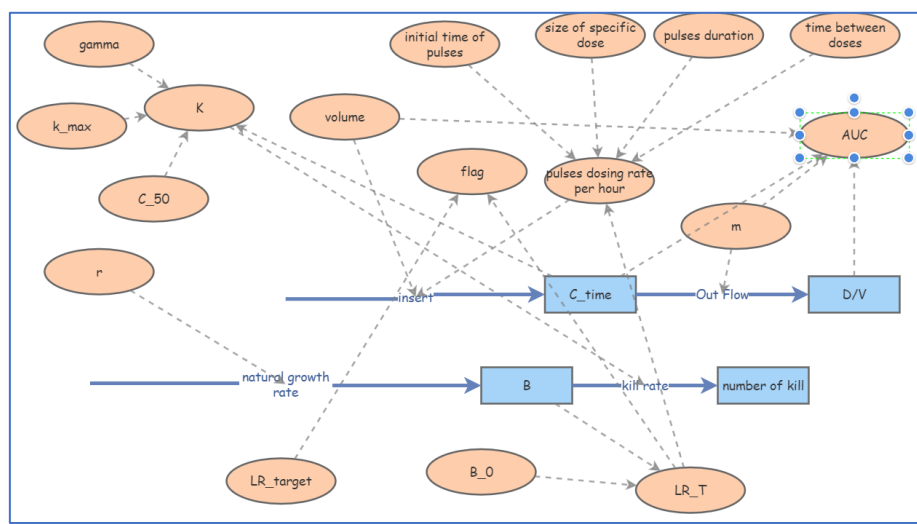 gamma
initial time of
pulses
size of specific
dose
pulses duration
time between
doses
K
k_max
volume
AUC
flag
pulses dosing rate
per hour
C_50
m
r
insert
C_time
Out Flow
D/V
natural growth
rate
B
kill rate
number of kill
LR_target
B_0
LR_T